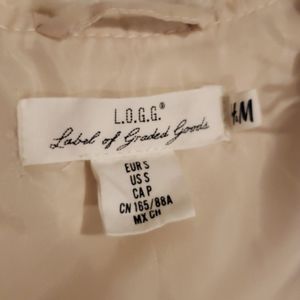 L.O.G.G.®
Label of Graded Goods
H&M
EUR S
US S
CA P
CN 165/88A
MX CH